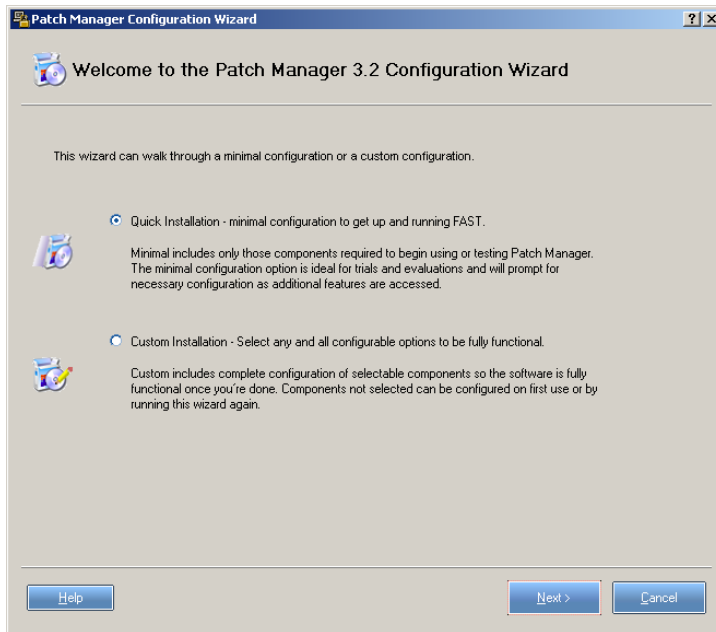 Patch Manager Configuration Wizard
? X
Welcome to the Patch Manager 3.2 Configuration Wizard
This wizard can walk through a minimal configuration or a custom configuration.
Quick Installation - minimal configuration to get up and running FAST.
Minimal includes only those components required to begin using or testing Patch Manager.
The minimal configuration option is ideal for trials and evaluations and will prompt for
necessary configuration as additional features are accessed.
Custom Installation - Select any and all configurable options to be fully functional.
Custom includes complete configuration of selectable components so the software is fully
functional once you're done. Components not selected can be configured on first use or by
running this wizard again.
Help
Next >
Cancel